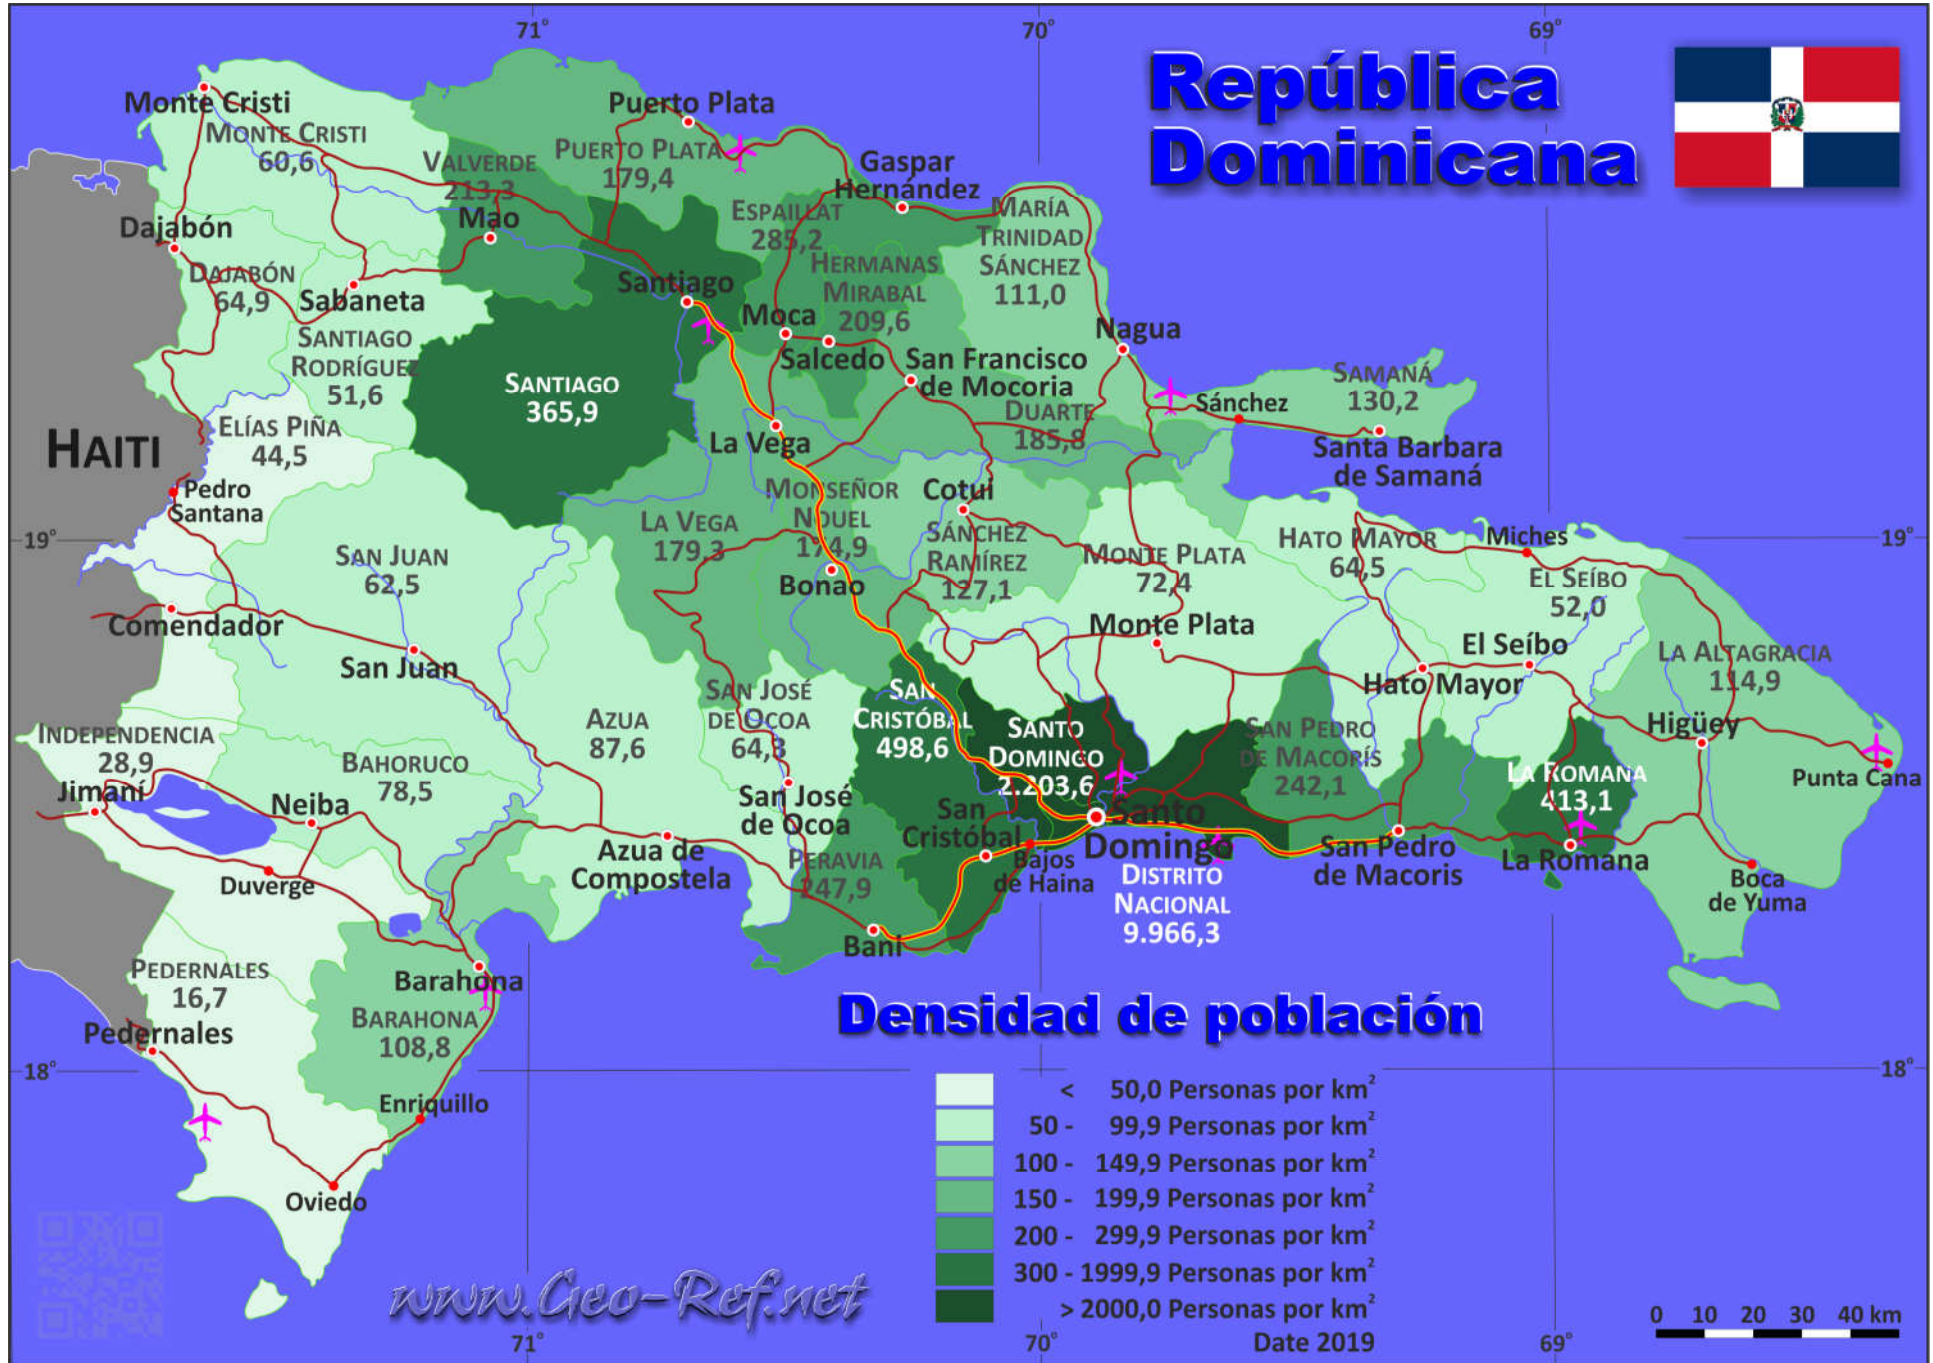 71°
70°
69°
República
Dominicana
Monte Cristi
MONTE CRISTI
60,6
Puerto Plata
PUERTO PLATA
179,4
VALVERDE
213,3
Mao
Gaspar
Hernández
ESPAILLAT
285,2
MARÍA
TRINIDAD
SÁNCHEZ
111,0
Dajabón
DAJABÓN
64,9
Sabaneta
SANTIAGO
RODRÍGUEZ
51,6
Santiago
SANTIAGO
365,9
HERMANAS
MIRABAL
209,6
Moca
Salcedo
San Francisco
de Mocoria
Nagua
DUARTE
185,8
Sánchez
SAMANÁ
130,2
Santa Barbara
de Samaná
HAITI
ELÍAS PIÑA
44,5
Pedro
Santana
La Vega
LA VEGA
179,3
MONSEÑOR
NOUEL
174,9
Bonao
Cotui
SÁNCHEZ
RAMÍREZ
127,1
MONTE PLATA
72,4
Monte Plata
HATO MAYOR
64,5
Miches
EL SEÍBO
52,0
El Seíbo
Hato Mayor
19°
19°
SAN JUAN
62,5
Comendador
San Juan
LA ALTAGRACIA
114,9
Higüey
Punta Cana
INDEPENDENCIA
28,9
Jimaní
BAHORUCO
78,5
Neiba
AZUA
87,6
SAN JOSÉ
DE OCOA
64,3
San José
de Ocoa
SAN
CRISTÓBAL
498,6
SANTO
DOMINGO
2.203,6
SAN PEDRO
DE MACORÍS
242,1
LA ROMANA
413,1
San
Cristóbal
Santo
Domingo
Bajos
de Haina
DISTRITO
NACIONAL
9.966,3
San Pedro
de Macoris
La Romana
Boca
de Yuma
Duverge
Azua de
Compostela
PERAVIA
247,9
Bani
PEDERNALES
16,7
Pedernales
Barahona
BARAHONA
108,8
Enriquillo
Oviedo
18°
18°
Densidad de población
< 50,0 Personas por km²
50 - 99,9 Personas por km²
100 - 149,9 Personas por km²
150 - 199,9 Personas por km²
200 - 299,9 Personas por km²
300 - 1999,9 Personas por km²
> 2000,0 Personas por km²
Date 2019
www.Geo-Ref.net
0 10 20 30 40 km
71°
70°
69°